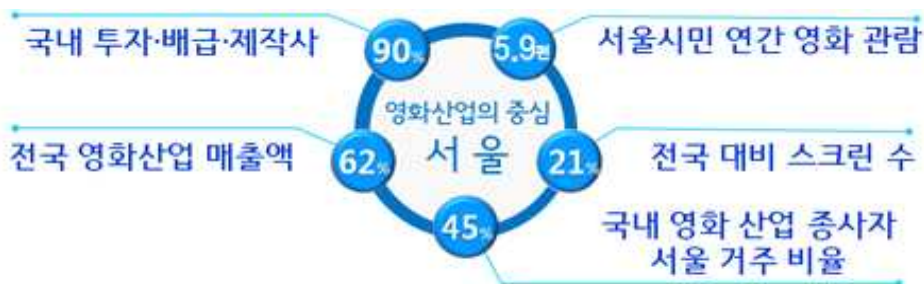 국내 투자·배급·제작사
90%
5.9편
서울시민 연간 영화 관람
영화산업의 중심
서울
전국 영화산업 매출액
62%
21%
전국 대비 스크린 수
45%
국내 영화 산업 종사자
서울 거주 비율